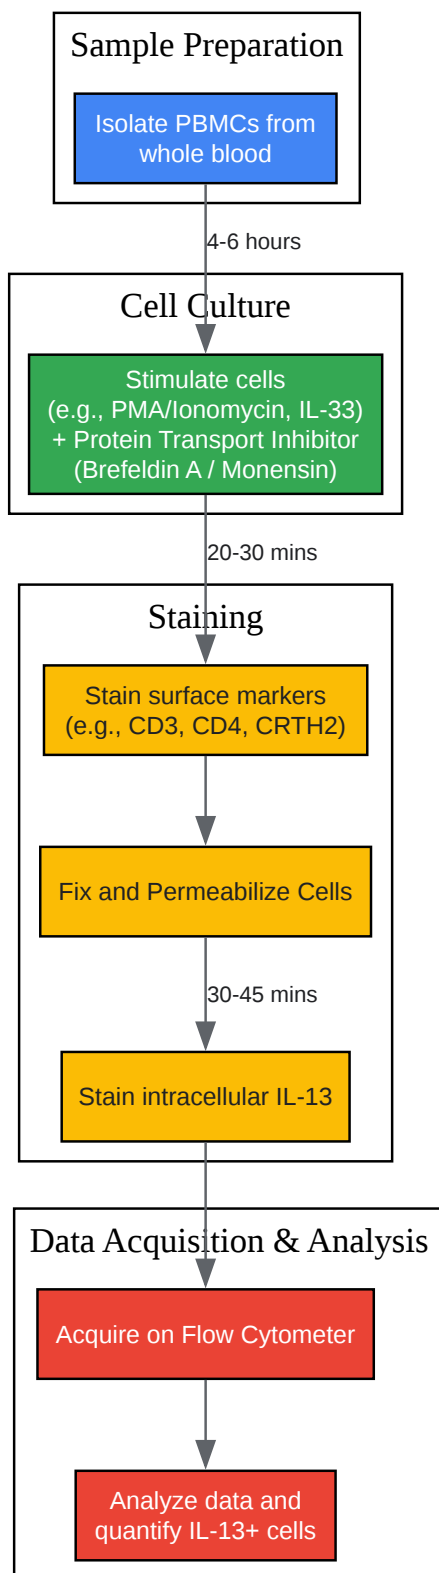 Sample Preparation
Isolate PBMCs from
whole blood
4-6 hours
Cell Culture
Stimulate cells
(e.g., PMA/Ionomycin, IL-33)
+ Protein Transport Inhibitor
(Brefeldin A / Monensin)
20-30 mins
Staining
Stain surface markers
(e.g., CD3, CD4, CRTH2)
Fix and Permeabilize Cells
30-45 mins
Stain intracellular IL-13
Data Acquisition & Analysis
Acquire on Flow Cytometer
Analyze data and
quantify IL-13+ cells